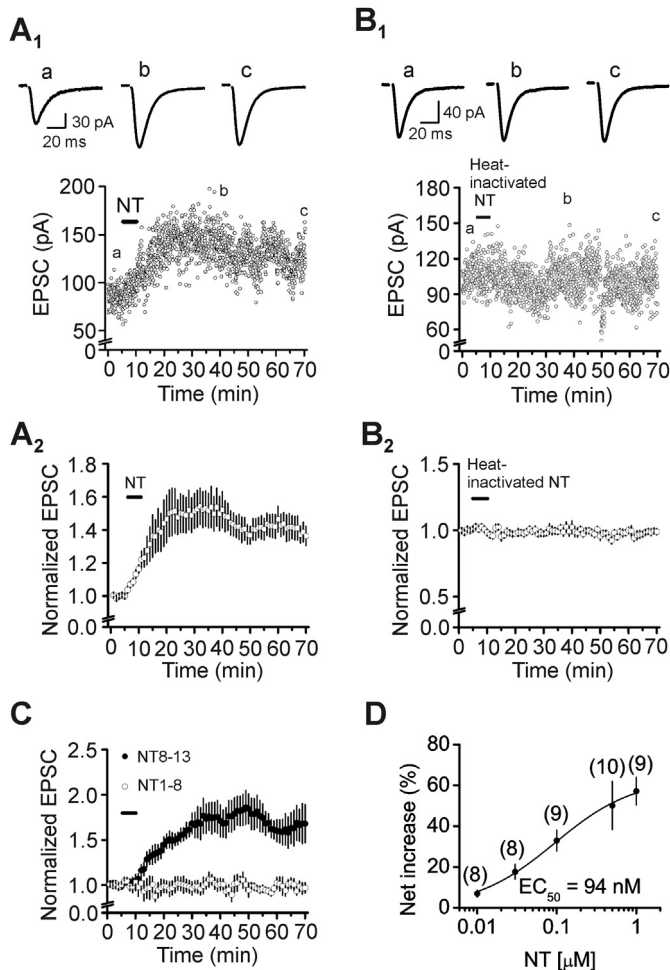 A1
a
b
c
30 pA
20 ms
NT
a
b
c
200
150
100
50
0
EPSC (pA)
0 10 20 30 40 50 60 70
Time (min)
B1
a
b
c
40 pA
20 ms
Heat-
inactivated
NT
a
b
c
180
150
120
90
60
0
EPSC (pA)
0 10 20 30 40 50 60 70
Time (min)
A2
NT
1.8
1.6
1.4
1.2
1.0
0.0
Normalized EPSC
0 10 20 30 40 50 60 70
Time (min)
B2
Heat-
inactivated NT
1.5
1.0
0.5
0.0
Normalized EPSC
0 10 20 30 40 50 60 70
Time (min)
C
NT8-13
NT1-8
2.5
2.0
1.5
1.0
0.0
Normalized EPSC
0 10 20 30 40 50 60 70
Time (min)
D
80
60
40
20
0
Net increase (%)
(8)
(8)
(9)
(10)
(9)
EC50 = 94 nM
0.01 0.1 1
NT [µM]